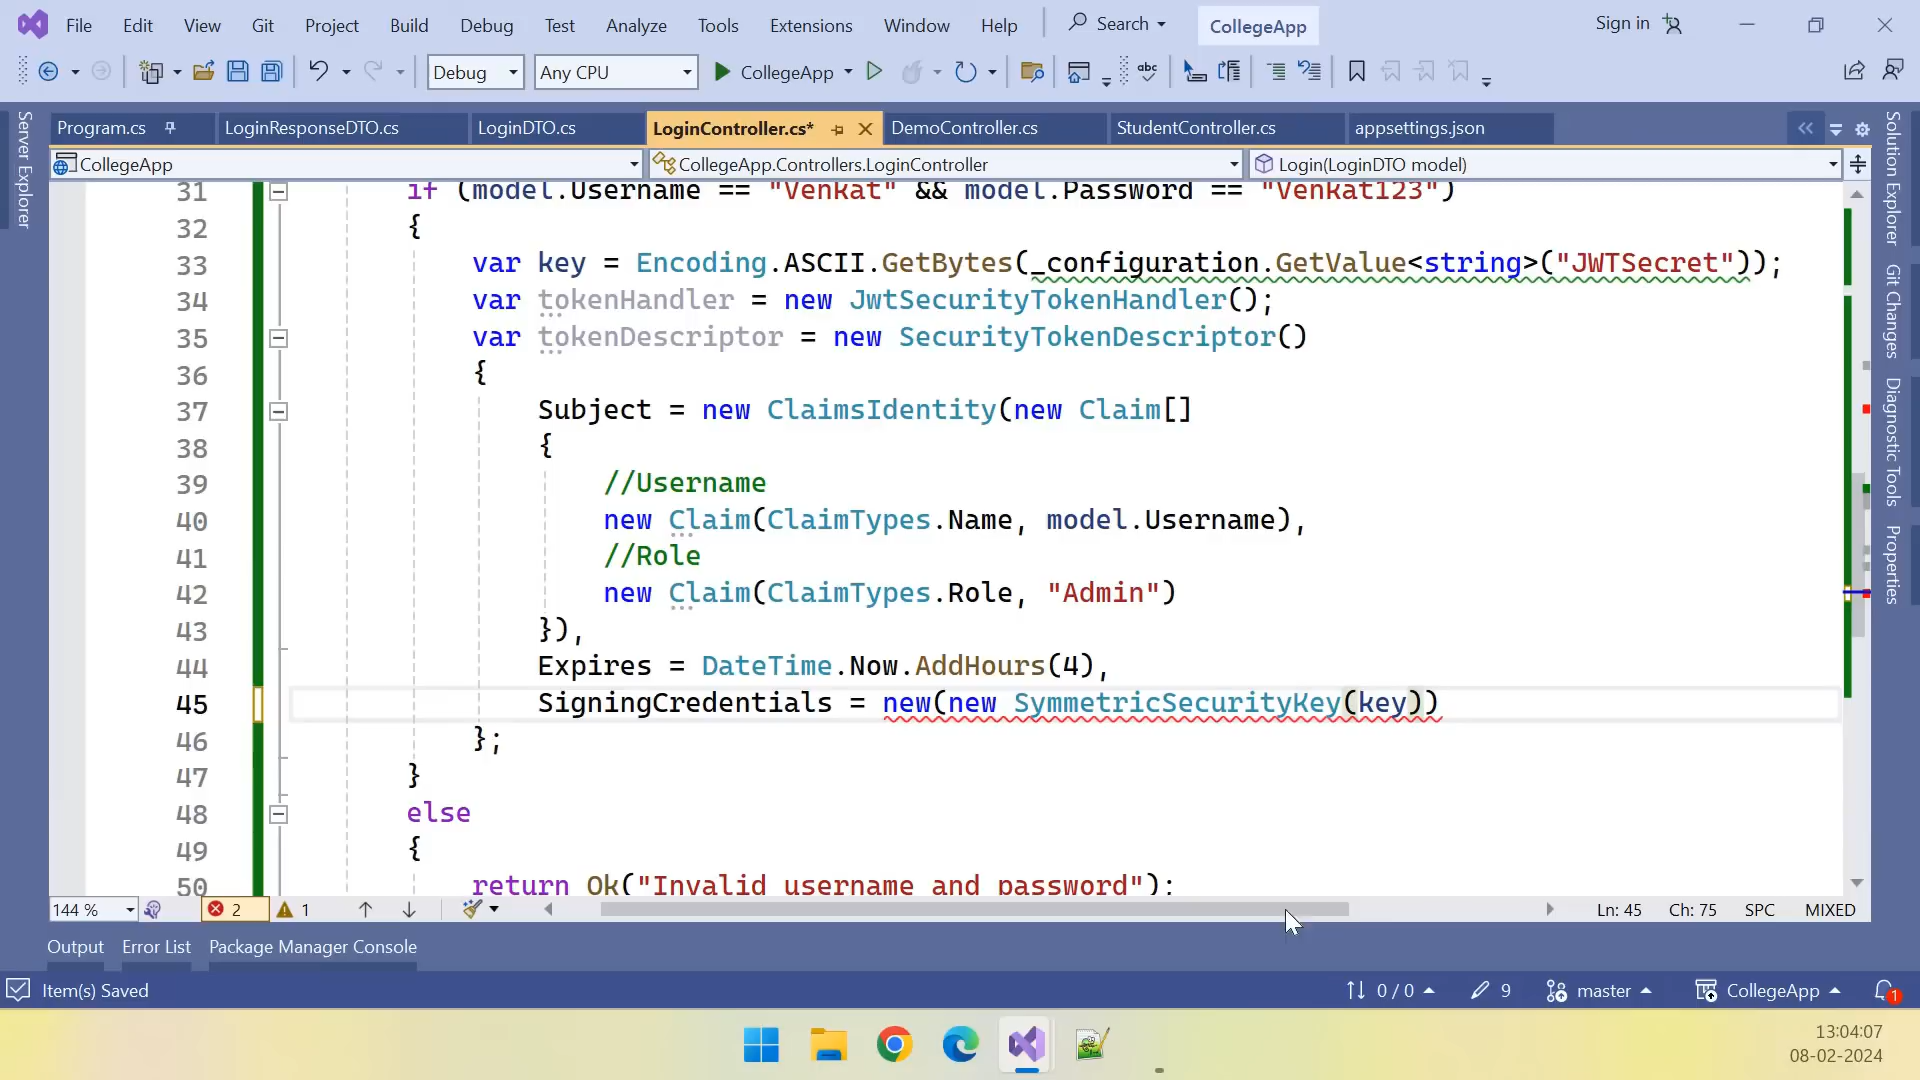 File Edit View Git Project Build Debug Test Analyze Tools Extensions Window Help Search CollegeApp Sign in
Debug Any CPU CollegeApp
Program.cs LoginResponseDTO.cs LoginDTO.cs LoginController.cs* DemoController.cs StudentController.cs appsettings.json
CollegeApp CollegeApp.Controllers.LoginController Login(LoginDTO model)
Server Explorer
Solution Explorer
Git Changes
Diagnostic Tools
Properties
31 if (model.Username == "Venkat" && model.Password == "Venkat123")
32 {
33 var key = Encoding.ASCII.GetBytes(_configuration.GetValue<string>("JWTSecret"));
34 var tokenHandler = new JwtSecurityTokenHandler();
35 var tokenDescriptor = new SecurityTokenDescriptor()
36 {
37 Subject = new ClaimsIdentity(new Claim[]
38 {
39 //Username
40 new Claim(ClaimTypes.Name, model.Username),
41 //Role
42 new Claim(ClaimTypes.Role, "Admin")
43 }),
44 Expires = DateTime.Now.AddHours(4),
45 SigningCredentials = new(new SymmetricSecurityKey(key))
46 };
47 }
48 else
49 {
50 return Ok("Invalid username and password");
144 % 2 1 Ln: 45 Ch: 75 SPC MIXED
Output Error List Package Manager Console
Item(s) Saved 0 / 0 9 master CollegeApp 1
13:04:07
08-02-2024